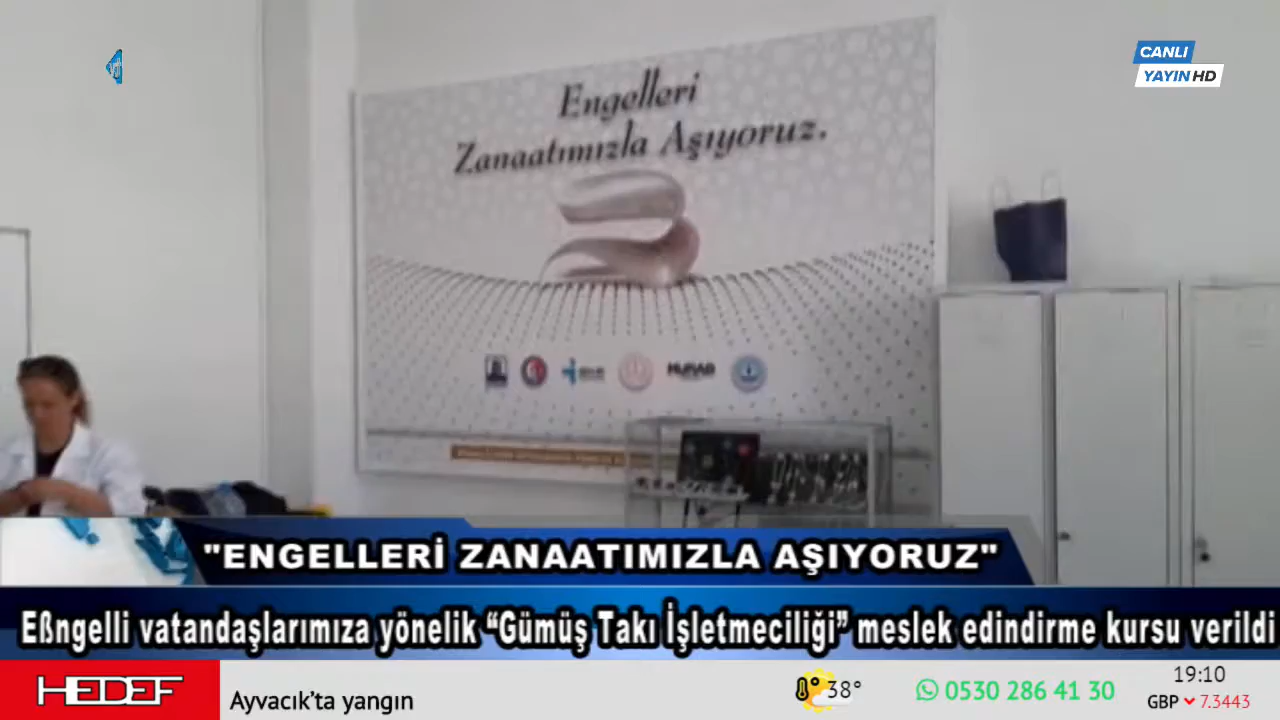 CANLI
YAYIN HD
Engelleri
Zanaatımızla Aşıyoruz.
"ENGELLERİ ZANAATIMIZLA AŞIYORUZ"
Eßngelli vatandaşlarımıza yönelik “Gümüş Takı İşletmeciliği” meslek edindirme kursu verildi
HEDEF
Ayvacık’ta yangın
38°
0530 286 41 30
19:10
GBP 7.3443